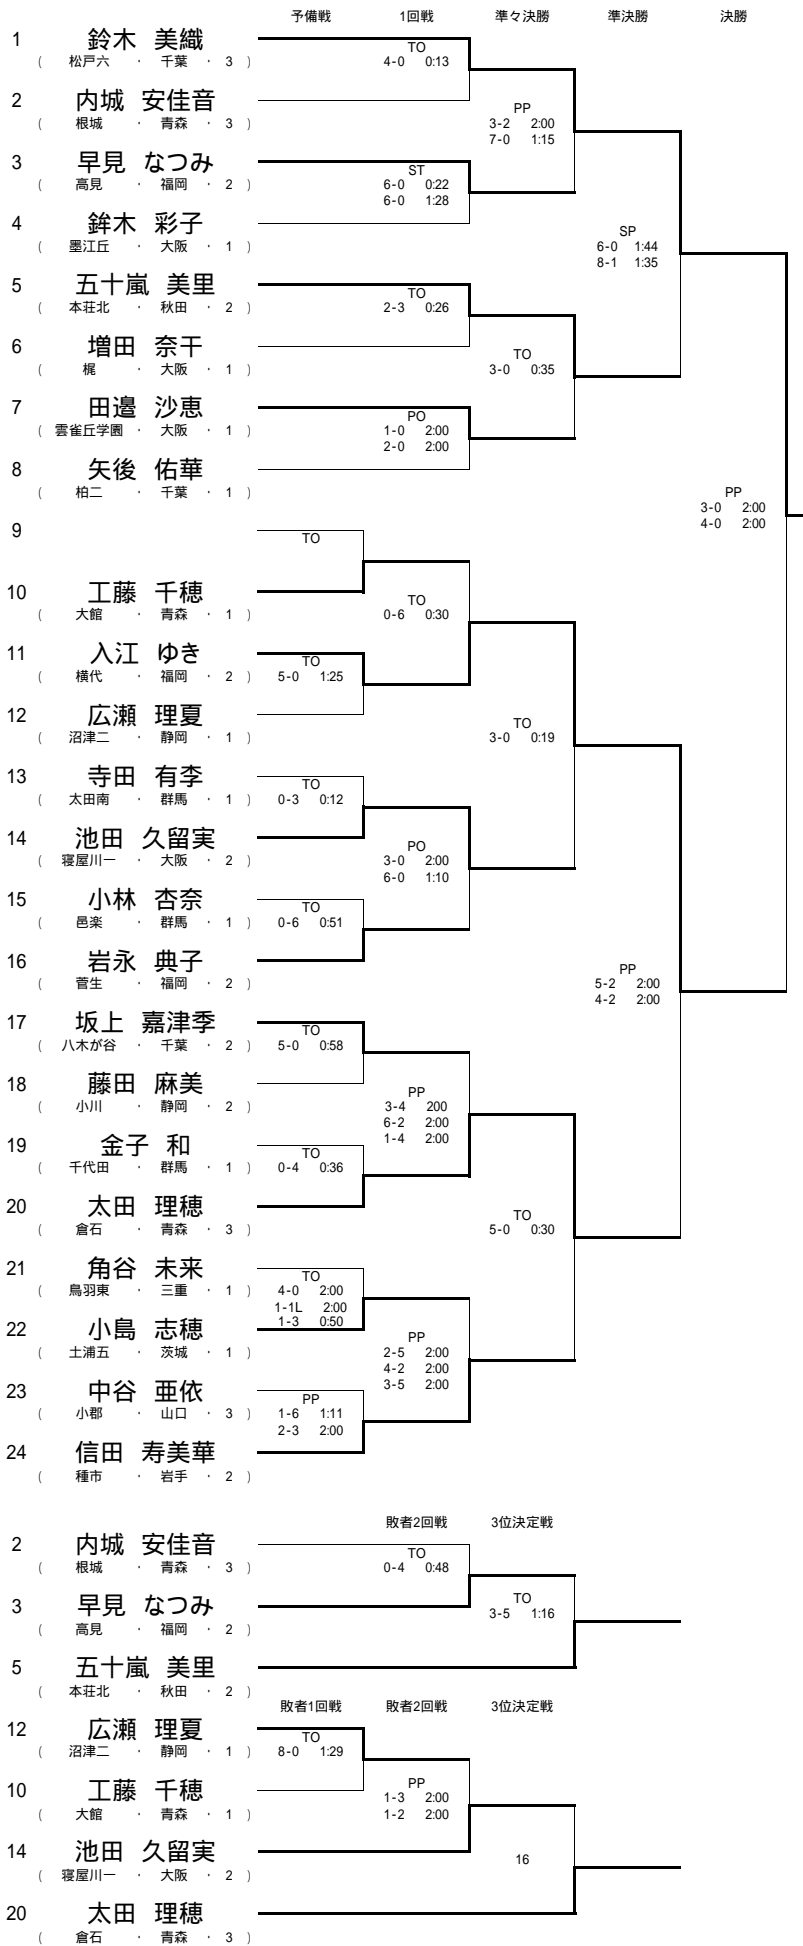 予備戦 1回戦 準々決勝 準決勝 決勝
1 鈴木 美織
( 松戸六 ・ 千葉 ・ 3 )
TO
4-0 0:13
2 内城 安佳音
( 根城 ・ 青森 ・ 3 )
PP
3-2 2:00
7-0 1:15
3 早見 なつみ
( 高見 ・ 福岡 ・ 2 )
ST
6-0 0:22
6-0 1:28
4 鉾木 彩子
( 墨江丘 ・ 大阪 ・ 1 )
SP
6-0 1:44
8-1 1:35
5 五十嵐 美里
( 本荘北 ・ 秋田 ・ 2 )
TO
2-3 0:26
6 増田 奈干
( 梶 ・ 大阪 ・ 1 )
TO
3-0 0:35
7 田邉 沙恵
( 雲雀丘学園 ・ 大阪 ・ 1 )
PO
1-0 2:00
2-0 2:00
8 矢後 佑華
( 柏二 ・ 千葉 ・ 1 )
PP
3-0 2:00
4-0 2:00
9
TO
10 工藤 千穂
( 大館 ・ 青森 ・ 1 )
TO
0-6 0:30
11 入江 ゆき
( 横代 ・ 福岡 ・ 2 )
TO
5-0 1:25
12 広瀬 理夏
( 沼津二 ・ 静岡 ・ 1 )
TO
3-0 0:19
13 寺田 有李
( 太田南 ・ 群馬 ・ 1 )
TO
0-3 0:12
14 池田 久留実
( 寝屋川一 ・ 大阪 ・ 2 )
PO
3-0 2:00
6-0 1:10
15 小林 杏奈
( 邑楽 ・ 群馬 ・ 1 )
TO
0-6 0:51
16 岩永 典子
( 菅生 ・ 福岡 ・ 2 )
PP
5-2 2:00
4-2 2:00
17 坂上 嘉津季
( 八木が谷 ・ 千葉 ・ 2 )
TO
5-0 0:58
18 藤田 麻美
( 小川 ・ 静岡 ・ 2 )
PP
3-4 200
6-2 2:00
1-4 2:00
19 金子 和
( 千代田 ・ 群馬 ・ 1 )
TO
0-4 0:36
20 太田 理穂
( 倉石 ・ 青森 ・ 3 )
TO
5-0 0:30
21 角谷 未来
( 鳥羽東 ・ 三重 ・ 1 )
TO
4-0 2:00
1-1L 2:00
1-3 0:50
22 小島 志穂
( 土浦五 ・ 茨城 ・ 1 )
PP
2-5 2:00
4-2 2:00
3-5 2:00
23 中谷 亜依
( 小郡 ・ 山口 ・ 3 )
PP
1-6 1:11
2-3 2:00
24 信田 寿美華
( 種市 ・ 岩手 ・ 2 )
敗者2回戦 3位決定戦
2 内城 安佳音
( 根城 ・ 青森 ・ 3 )
TO
0-4 0:48
3 早見 なつみ
( 高見 ・ 福岡 ・ 2 )
TO
3-5 1:16
5 五十嵐 美里
( 本荘北 ・ 秋田 ・ 2 )
敗者1回戦 敗者2回戦 3位決定戦
12 広瀬 理夏
( 沼津二 ・ 静岡 ・ 1 )
TO
8-0 1:29
10 工藤 千穂
( 大館 ・ 青森 ・ 1 )
PP
1-3 2:00
1-2 2:00
14 池田 久留実
( 寝屋川一 ・ 大阪 ・ 2 )
16
20 太田 理穂
( 倉石 ・ 青森 ・ 3 )